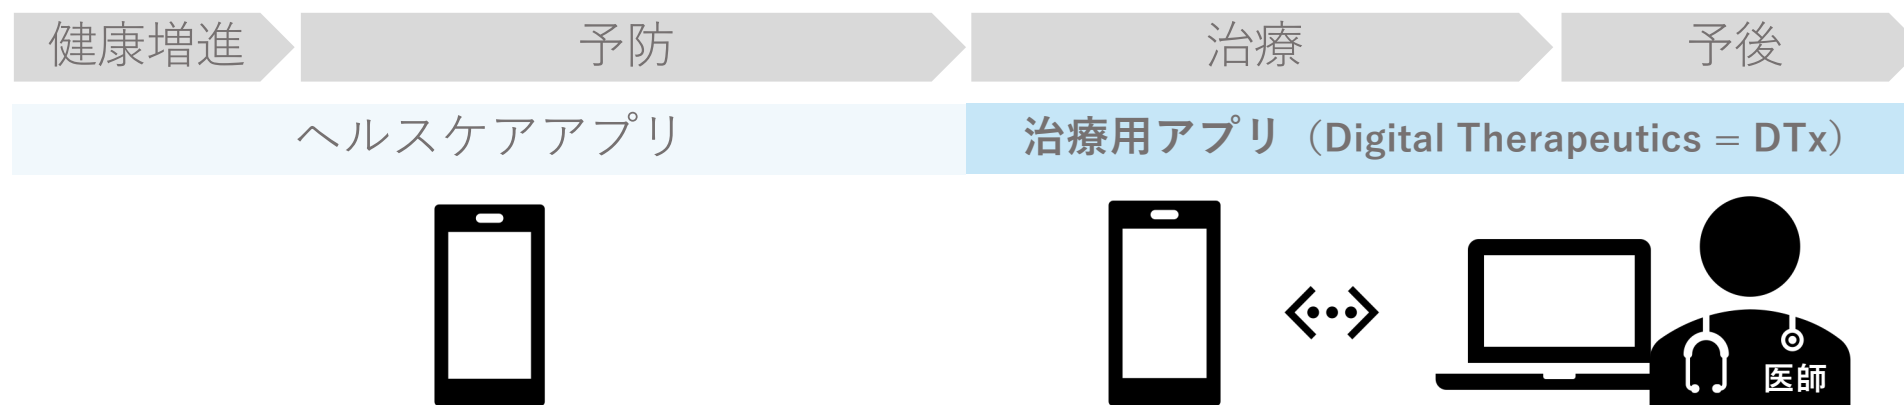 健康増進 予防 治療 予後
ヘルスケアアプリ 治療用アプリ（Digital Therapeutics = DTx）
医師